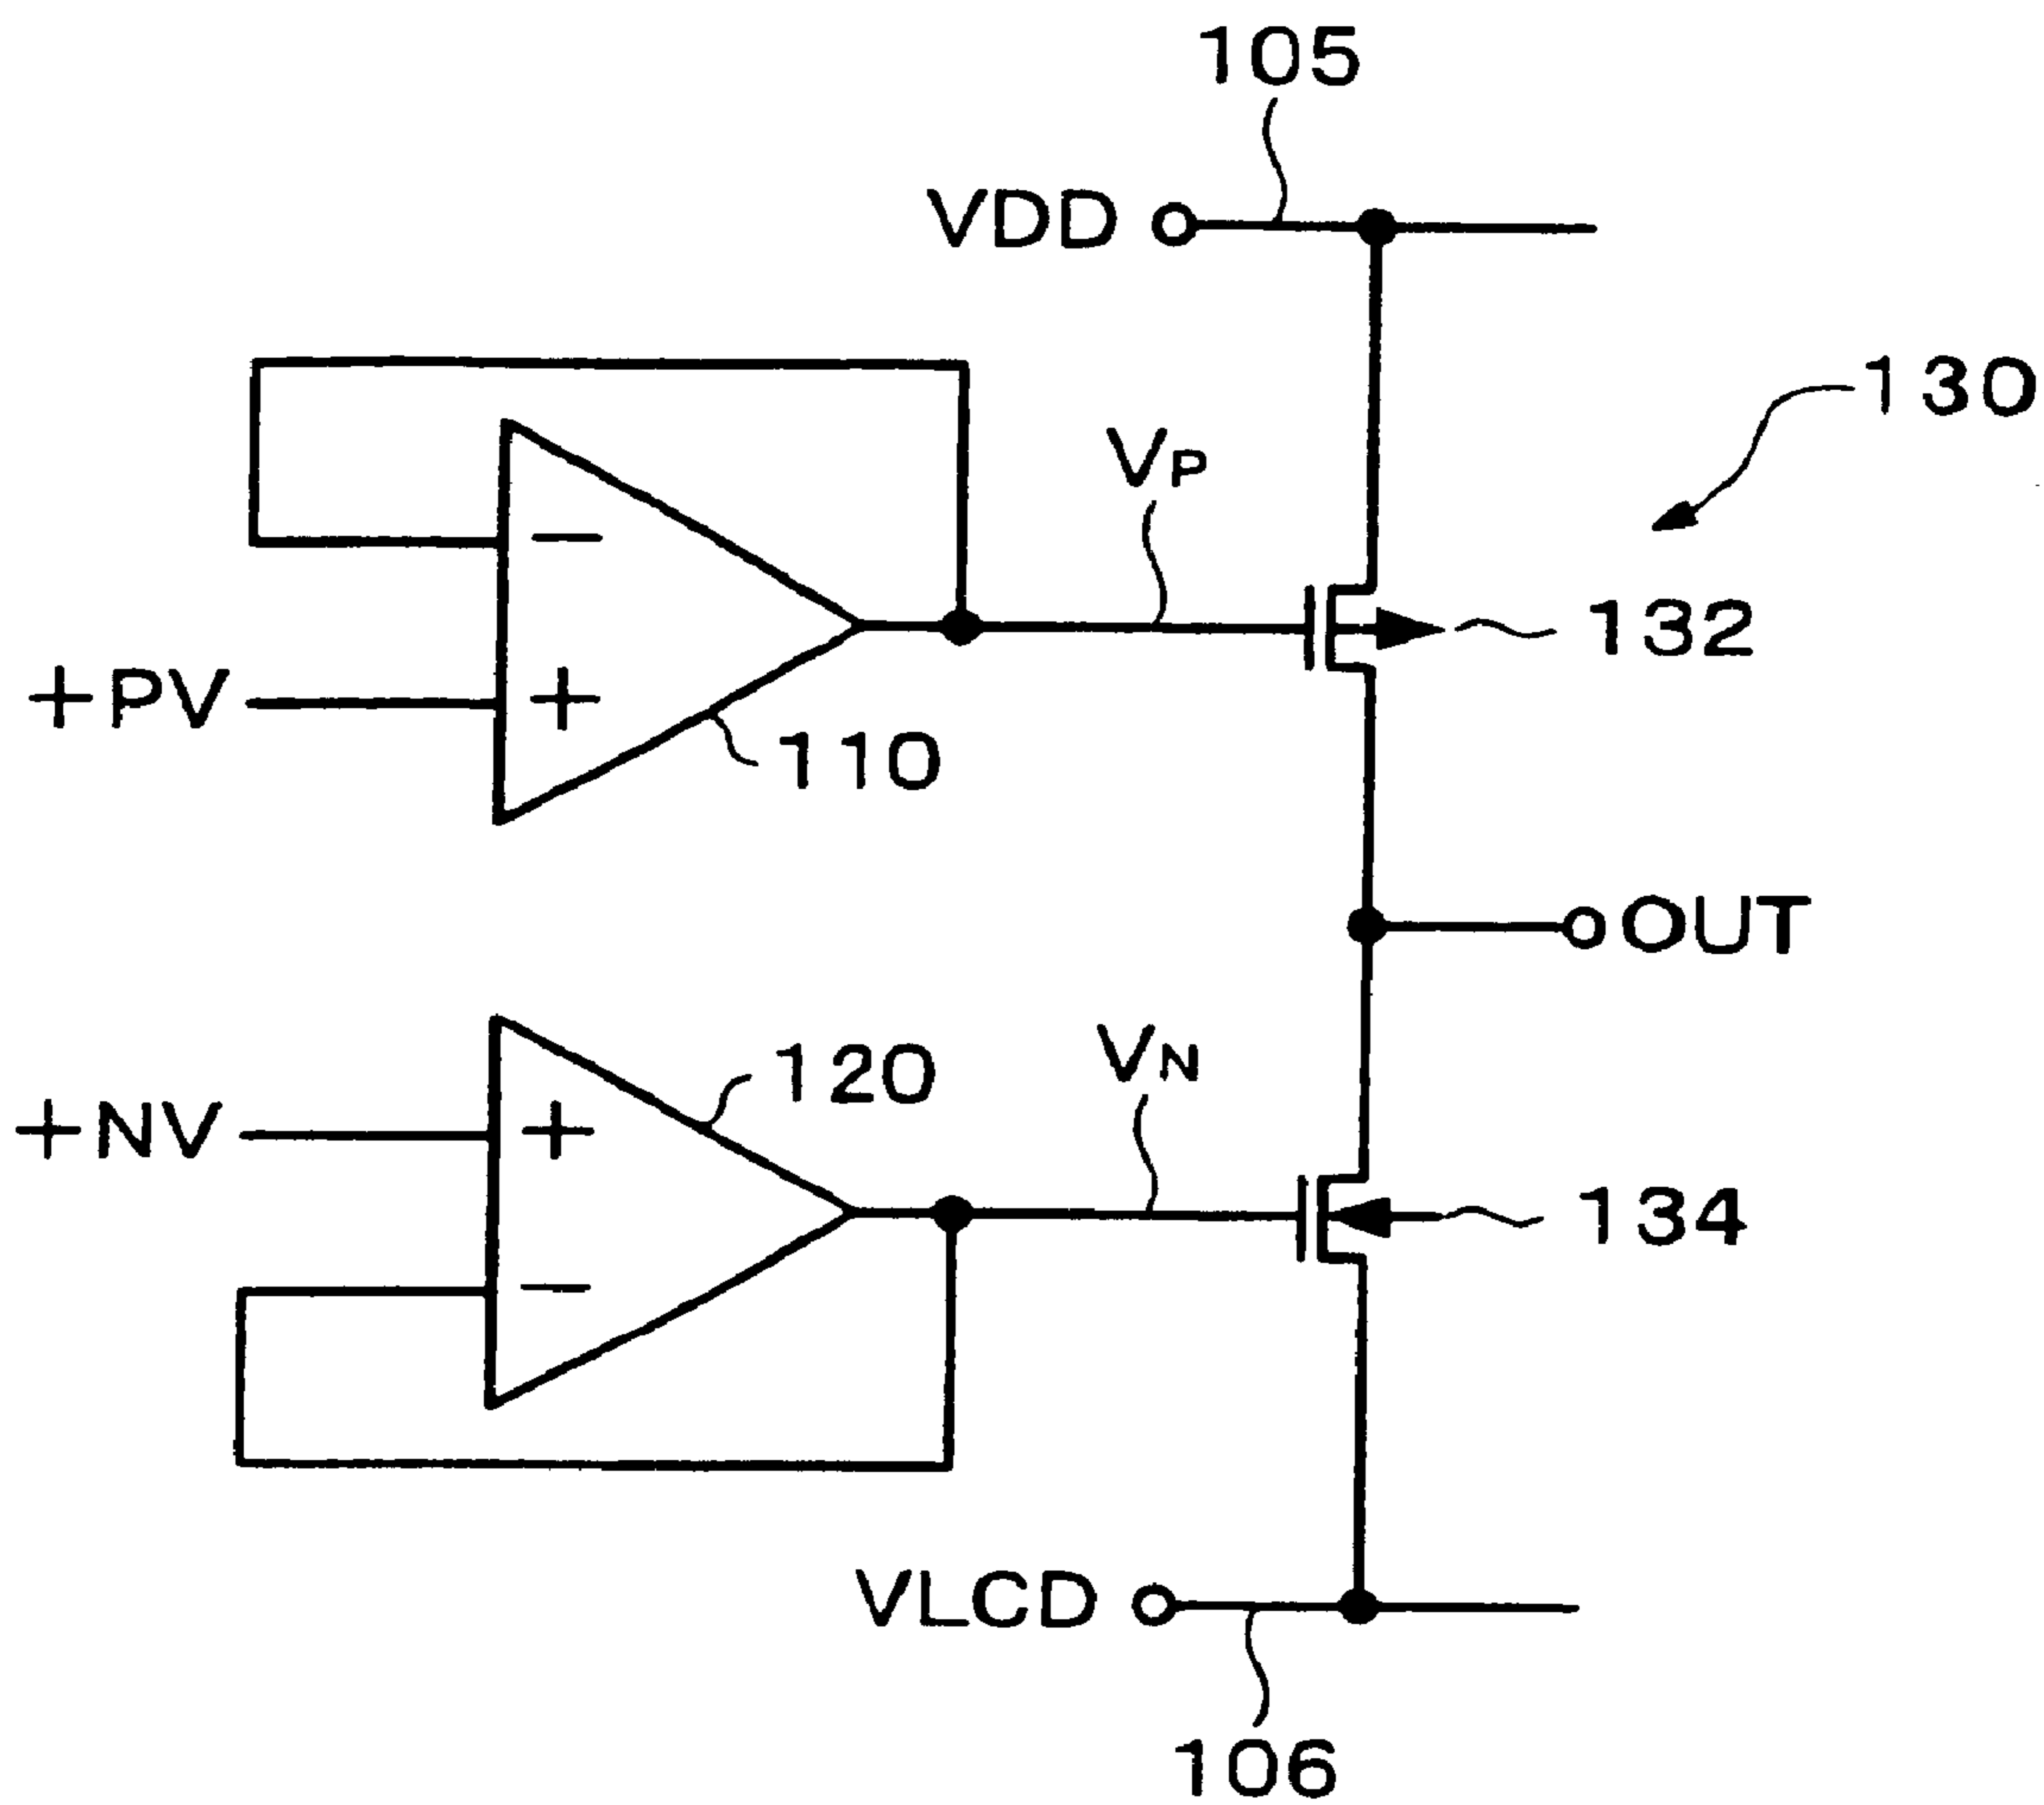 105
VDD
130
VP
132
+PV
−
+
110
OUT
VN
120
+NV
+
−
134
VLCD
106